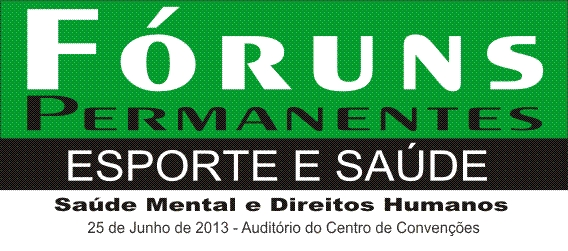 FÓRUNS
PERMANENTES
ESPORTE E SAÚDE
Saúde Mental e Direitos Humanos
25 de Junho de 2013 - Auditório do Centro de Convenções